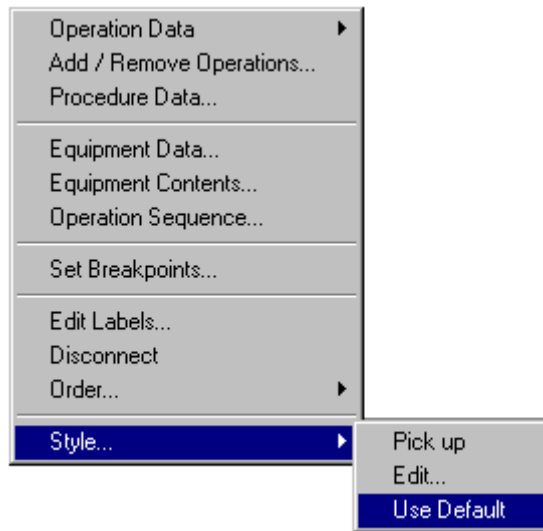 Operation Data
Add / Remove Operations...
Procedure Data...
Equipment Data...
Equipment Contents...
Operation Sequence...
Set Breakpoints...
Edit Labels...
Disconnect
Order...
Style...
Pick up
Edit...
Use Default